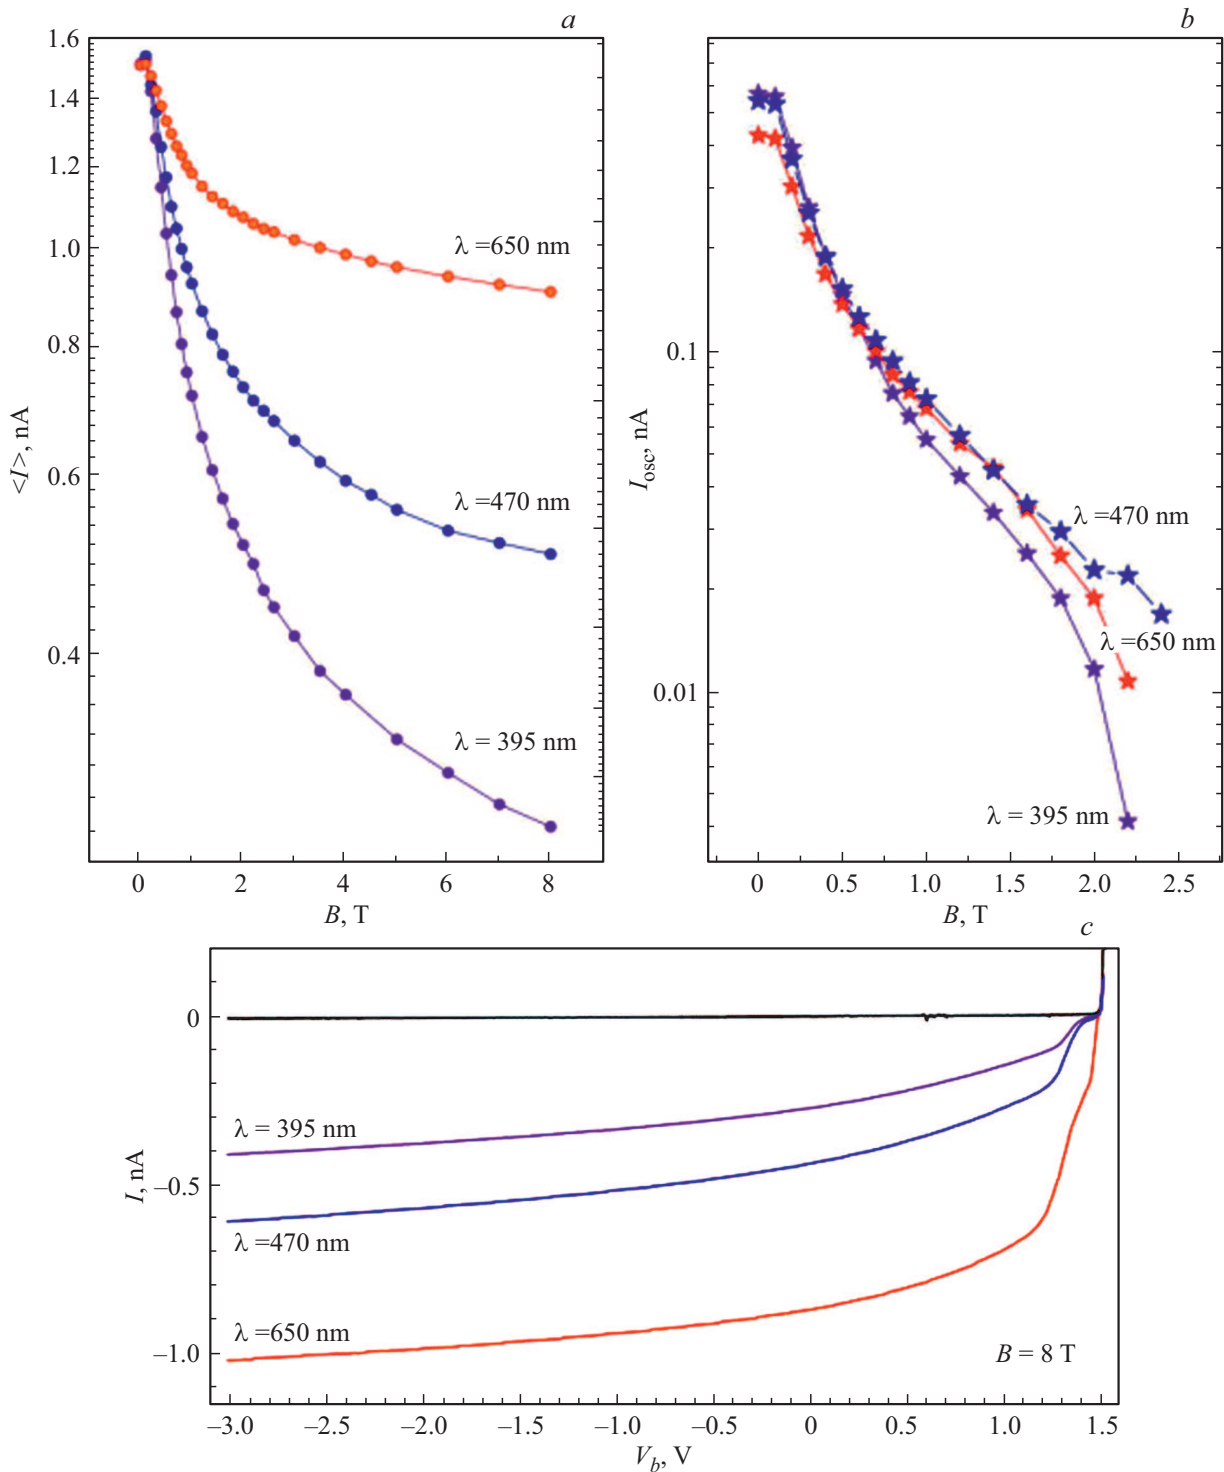 a
1.6
1.4
1.2
1.0
0.8
0.6
0.4
<I>, nA
λ =650 nm
λ =470 nm
λ = 395 nm
0 2 4 6 8
B, T
b
0.1
0.01
I_osc, nA
λ =470 nm
λ =650 nm
λ = 395 nm
0 0.5 1.0 1.5 2.0 2.5
B, T
c
0
–0.5
–1.0
I, nA
λ = 395 nm
λ =470 nm
λ =650 nm
B = 8 T
–3.0 –2.5 –2.0 –1.5 –1.0 –0.5 0 0.5 1.0 1.5
V_b, V